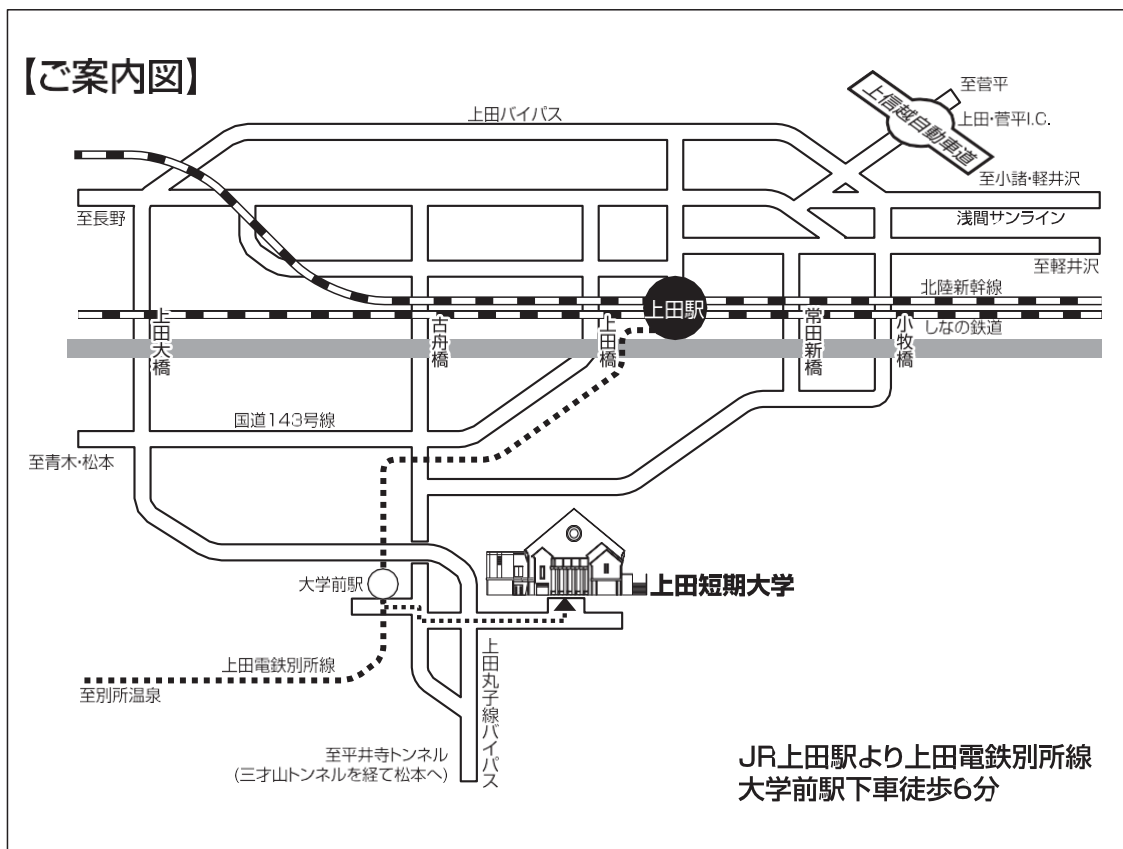 【ご案内図】
至菅平
上田・菅平I.C.
上信越自動車道
上田バイパス
至小諸・軽井沢
至長野
浅間サンライン
至軽井沢
北陸新幹線
上田駅
しなの鉄道
上田大橋
古舟橋
上田橋
常田新橋
小牧橋
国道143号線
至青木・松本
大学前駅
上田短期大学
上田電鉄別所線
至別所温泉
上田丸子線バイパス
至平井寺トンネル
(三才山トンネルを経て松本へ)
JR上田駅より上田電鉄別所線
大学前駅下車徒歩6分